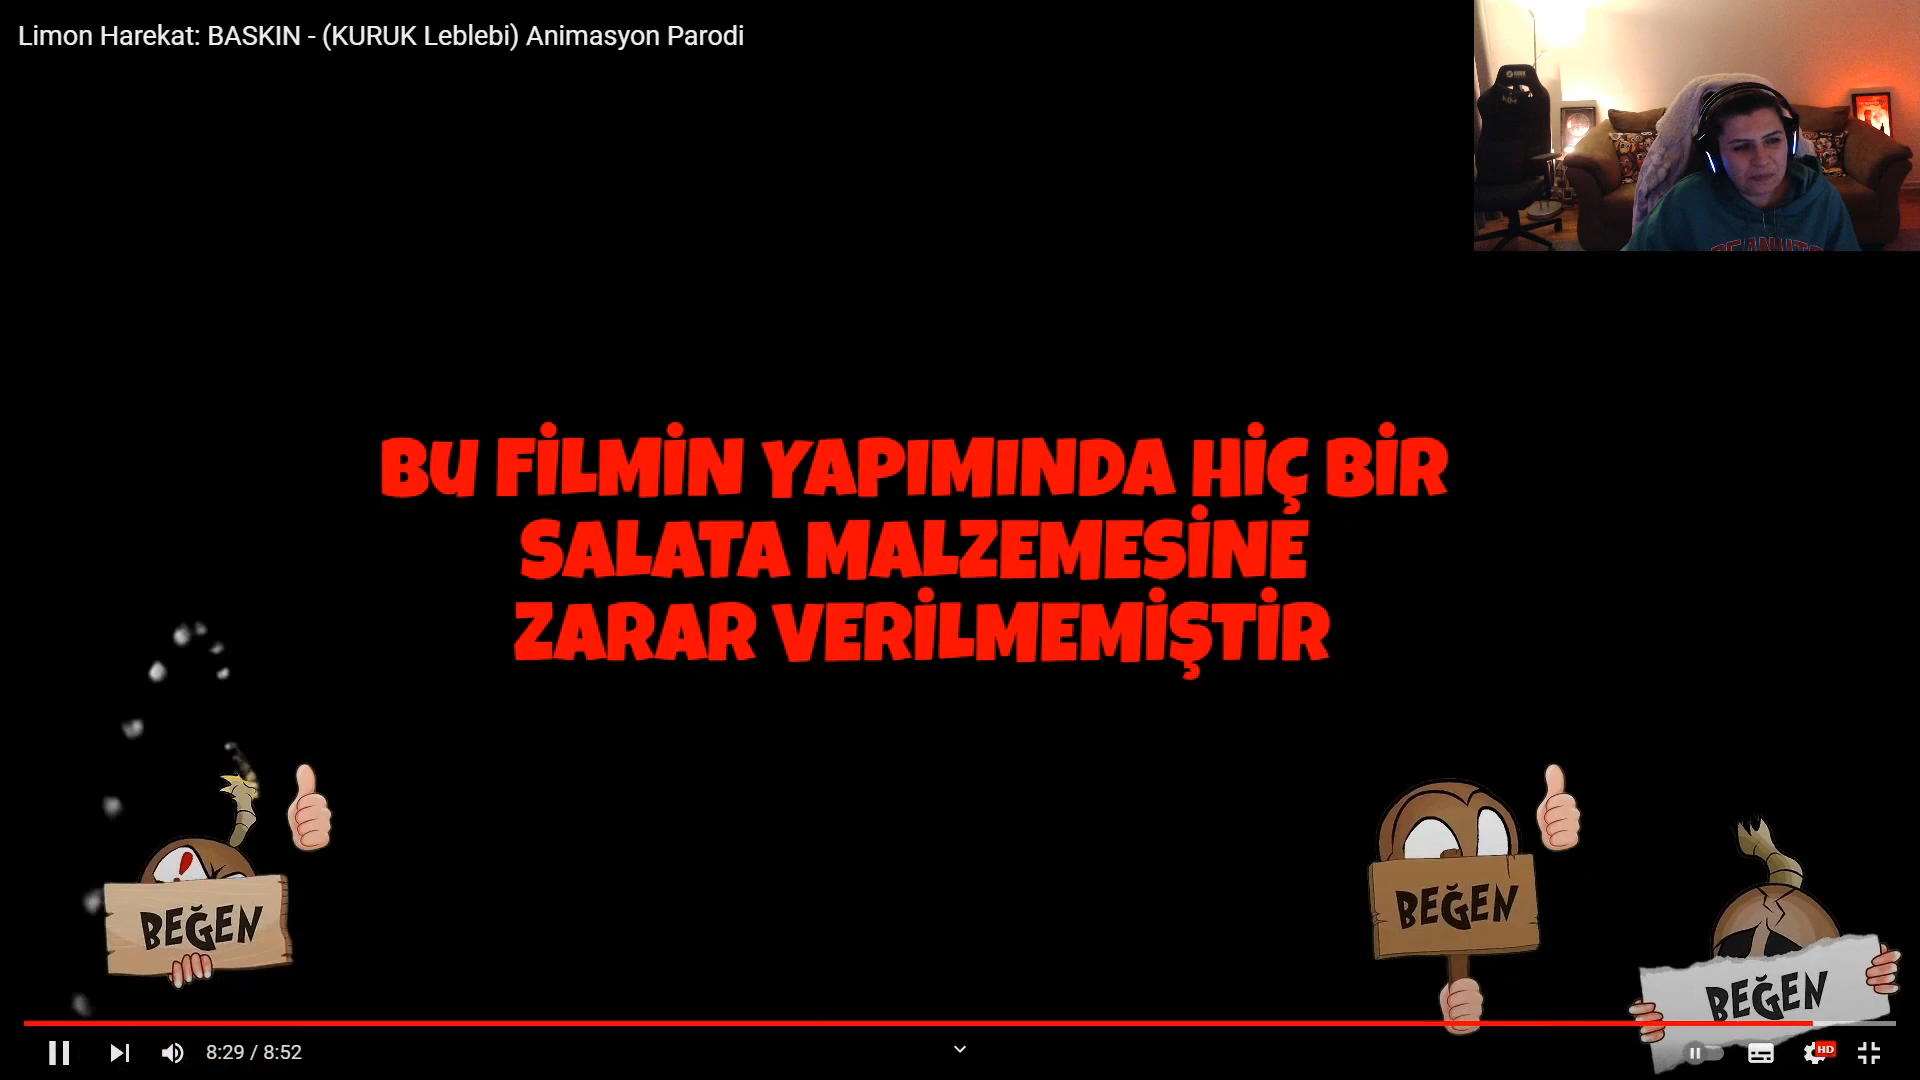 Limon Harekat: BASKIN - (KURUK Leblebi) Animasyon Parodi
BU FİLMİN YAPIMINDA HİÇ BİR
SALATA MALZEMESİNE
ZARAR VERİLMEMİŞTİR
BEĞEN
BEĞEN
BEĞEN
8:29 / 8:52
HD